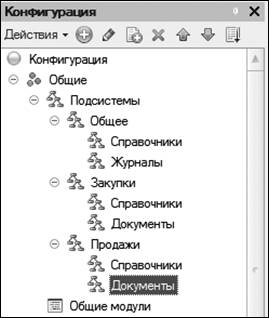 Конфигурация
Действия
Конфигурация
Общие
Подсистемы
Общее
Справочники
Журналы
Закупки
Справочники
Документы
Продажи
Справочники
Документы
Общие модули